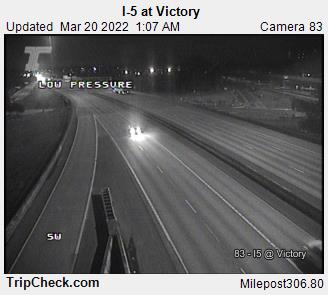 I-5 at Victory
Updated  Mar 20 2022  1:07 AM
Camera 83
LOW PRESSURE
SW
83 - I5 @ Victory
TripCheck.com
Milepost306.80